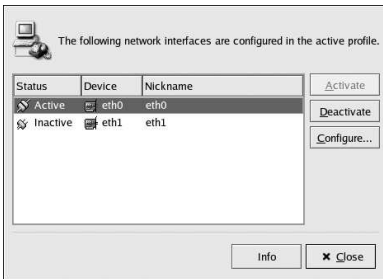 The following network interfaces are configured in the active profile.
Status Device Nickname
Active eth0 eth0
Inactive eth1 eth1
Activate
Deactivate
Configure...
Info
Close